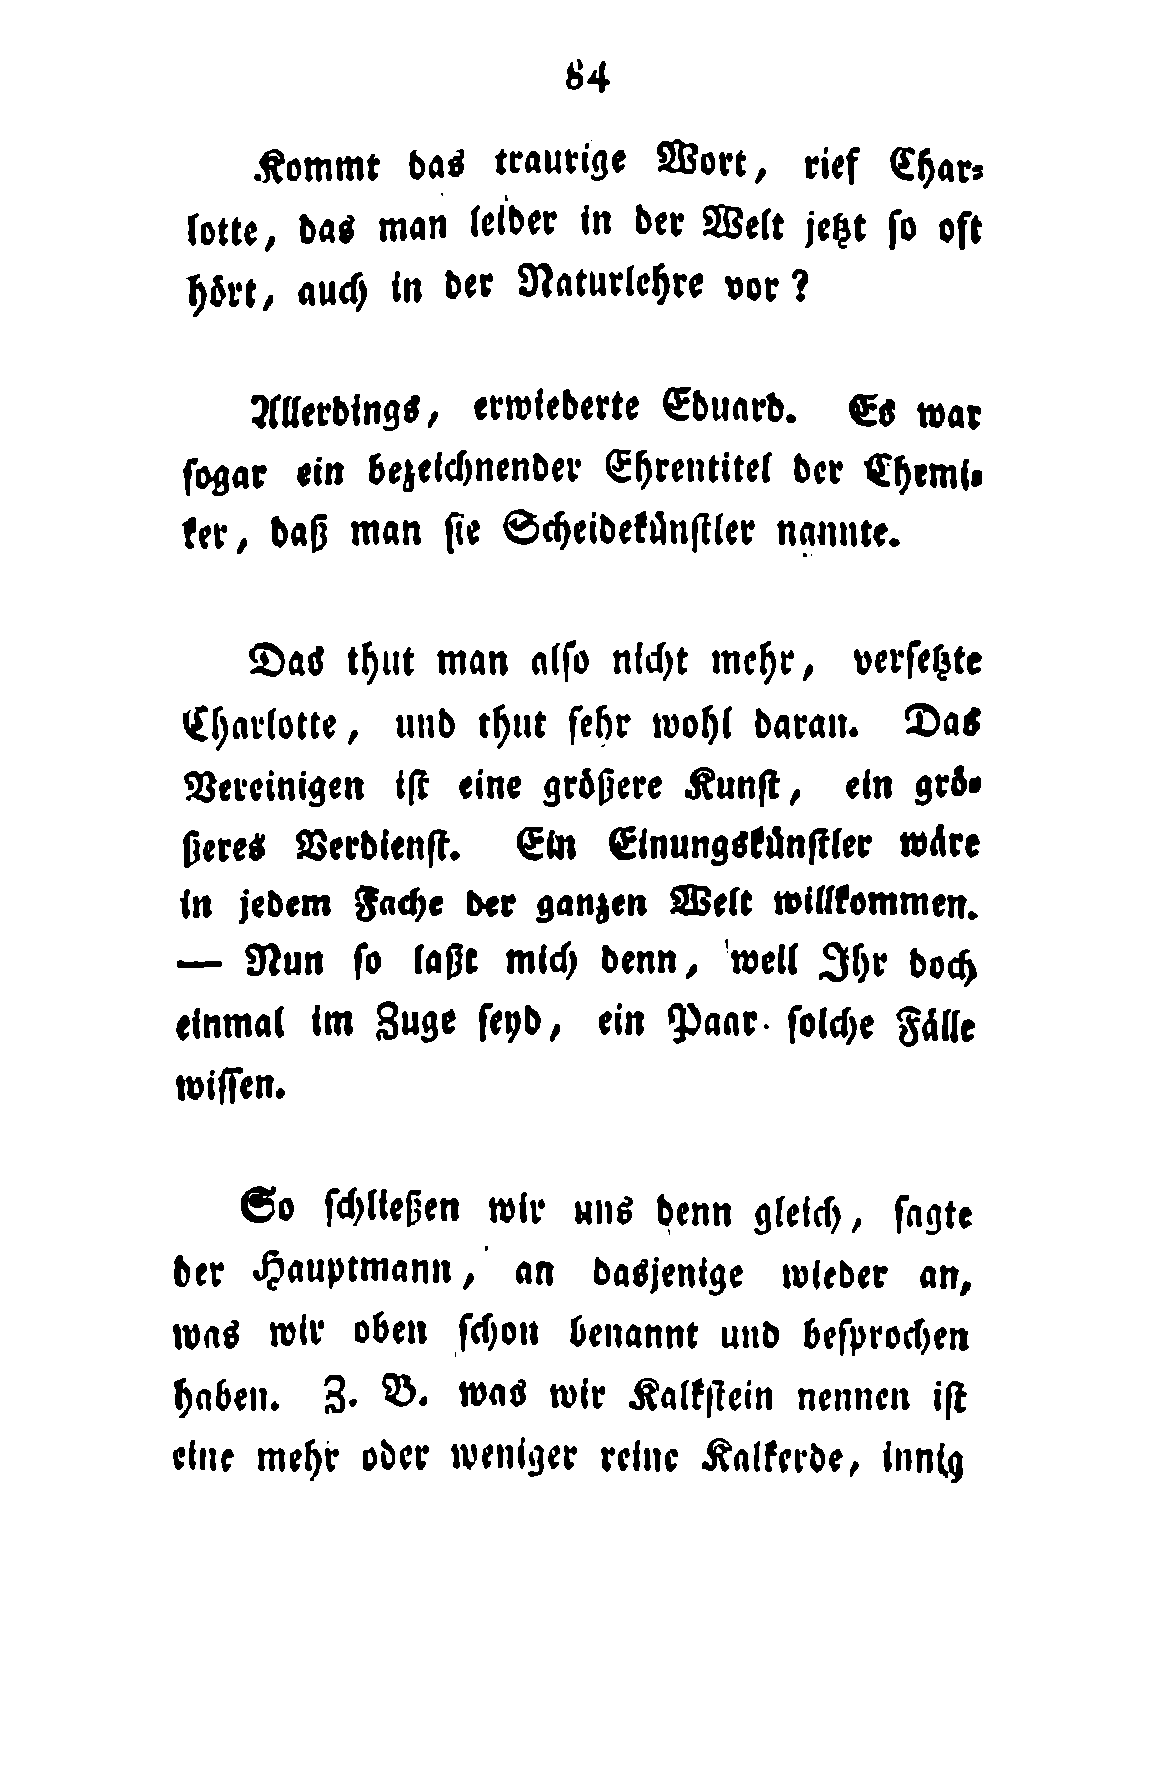 84
Kommt das traurige Wort, rief Char-
lotte, das man leider in der Welt jetzt so oft
hört, auch in der Naturlehre vor?
Allerdings, erwiederte Eduard. Es war
sogar ein bezeichnender Ehrentitel der Chemi-
ker, daß man sie Scheidekünstler nannte.
Das thut man also nicht mehr, versetzte
Charlotte, und thut sehr wohl daran. Das
Vereinigen ist eine größere Kunst, ein grö-
ßeres Verdienst. Ein Einungskünstler wäre
in jedem Fache der ganzen Welt willkommen.
— Nun so laßt mich denn, weil Ihr doch
einmal im Zuge seyd, ein Paar solche Fälle
wissen.
So schließen wir uns denn gleich, sagte
der Hauptmann, an dasjenige wieder an,
was wir oben schon benannt und besprochen
haben. Z. B. was wir Kalkstein nennen ist
eine mehr oder weniger reine Kalkerde, innig